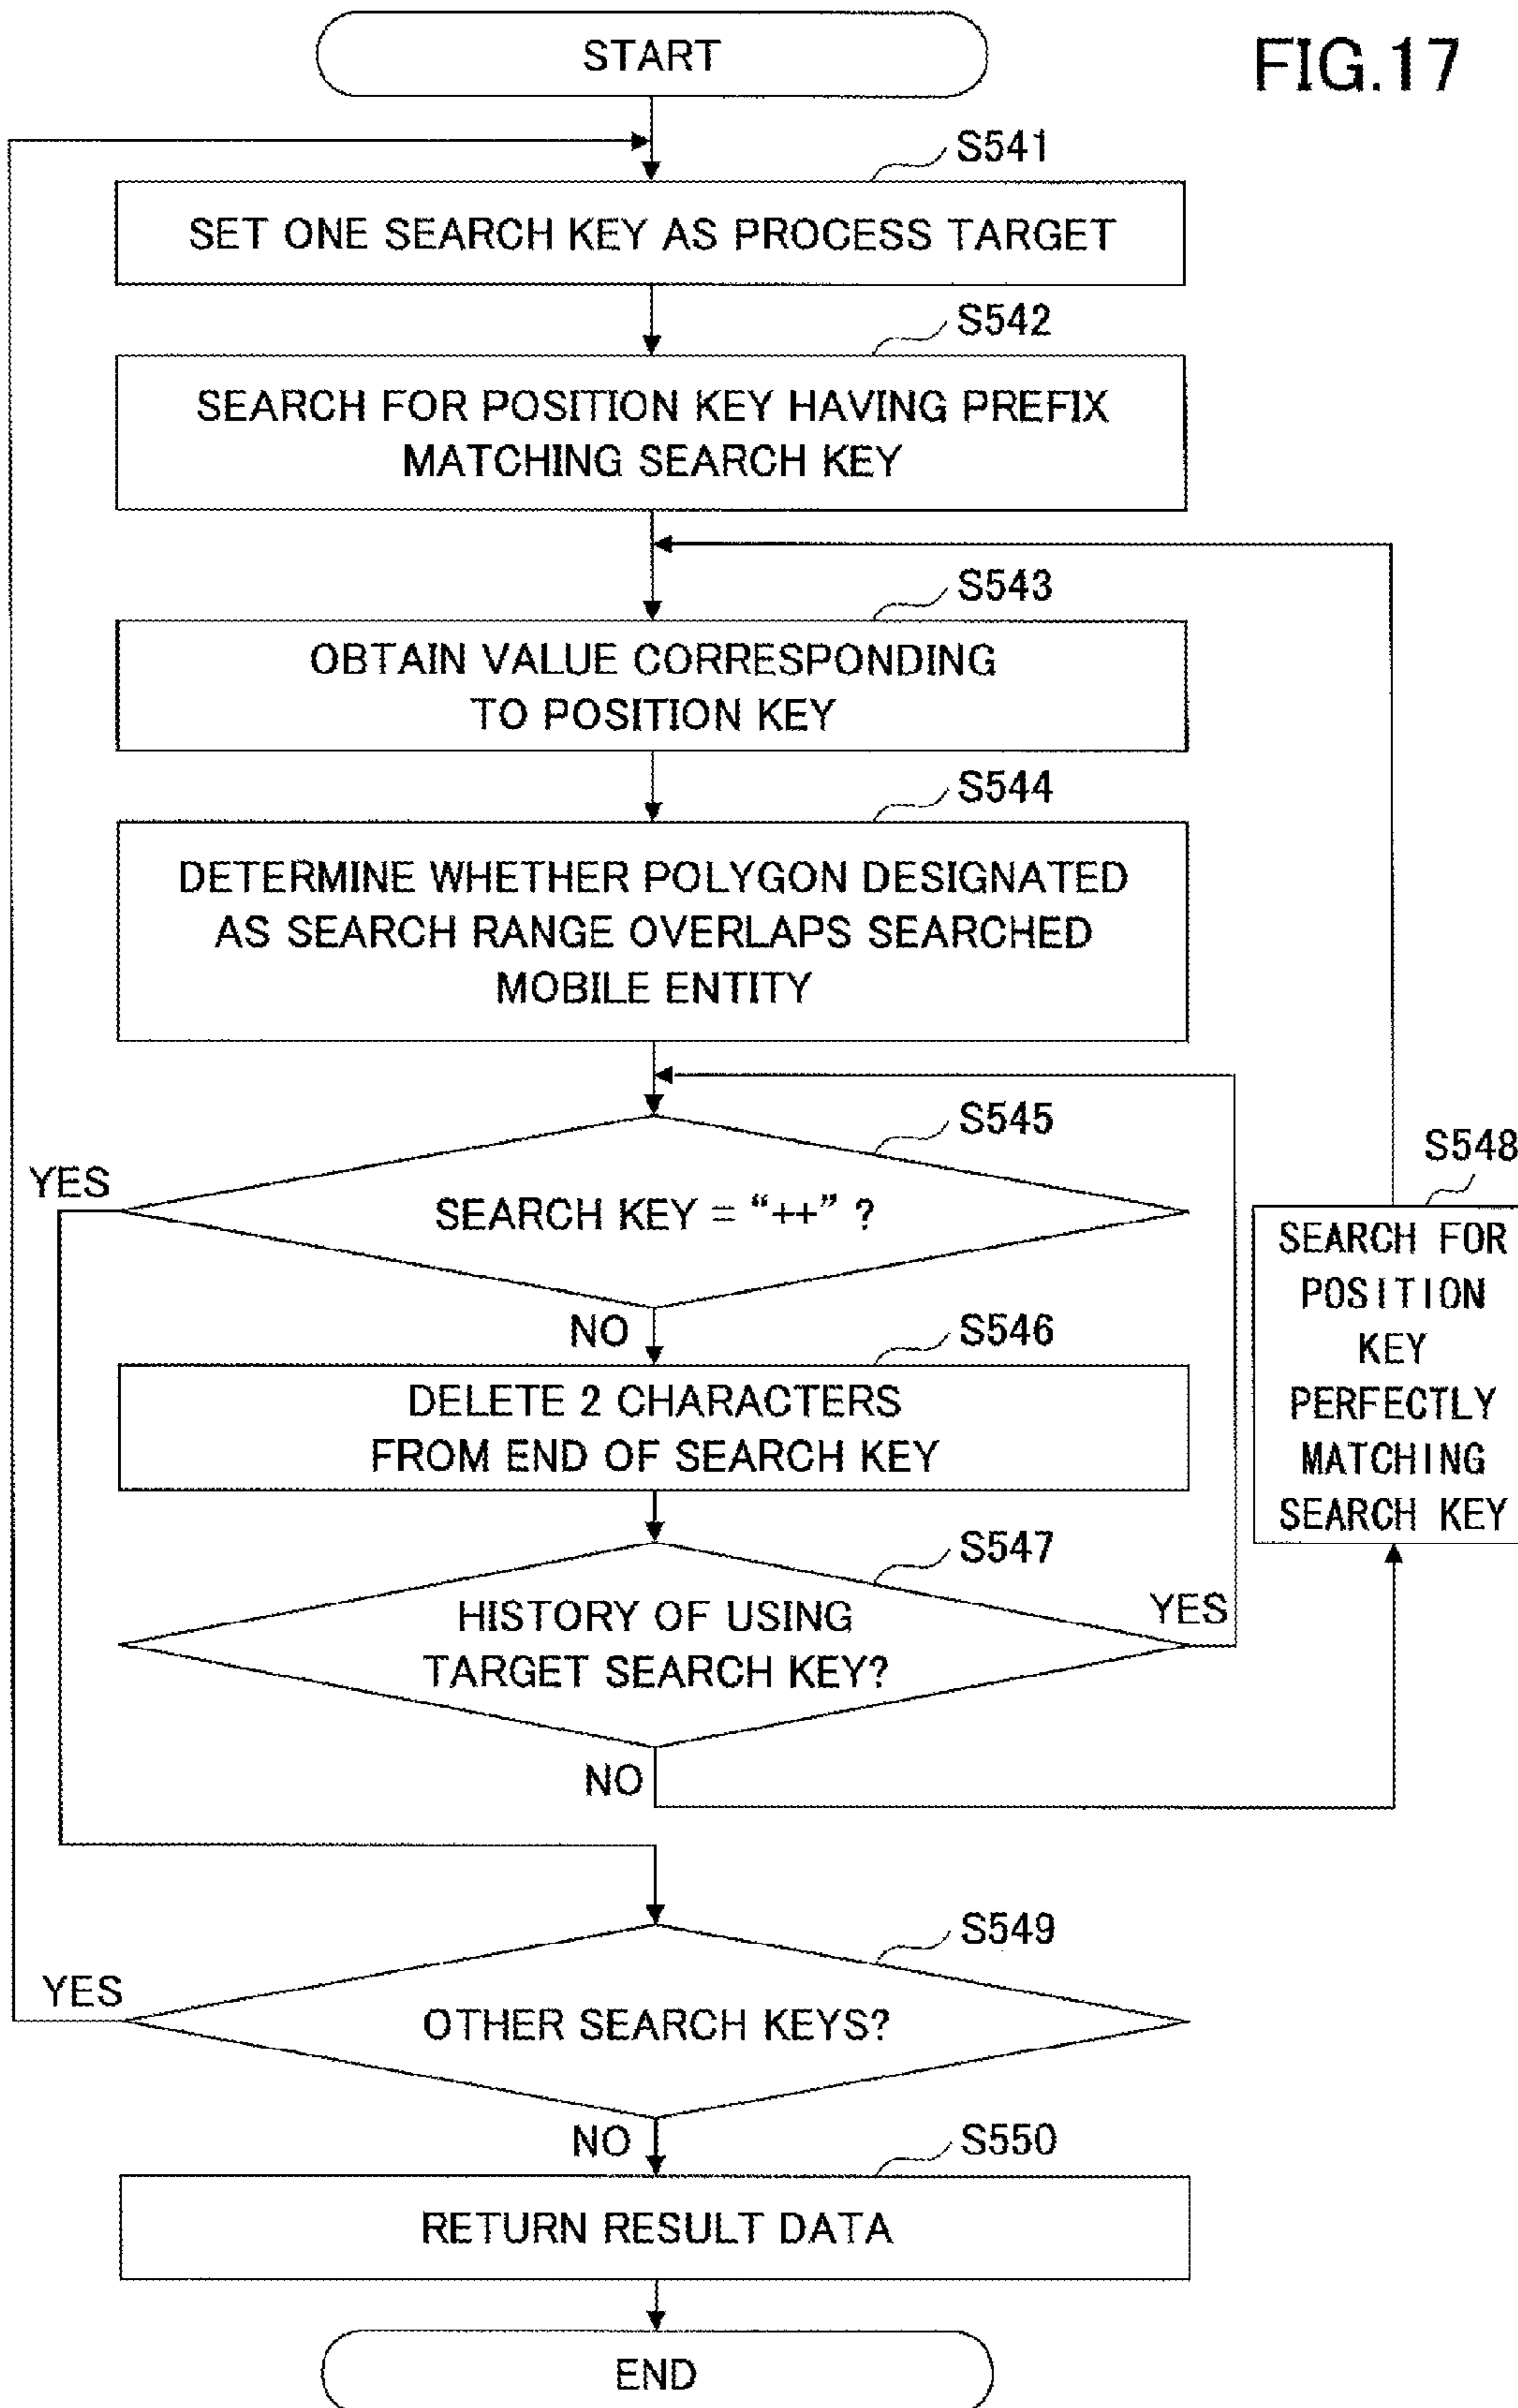 FIG.17
START
S541
SET ONE SEARCH KEY AS PROCESS TARGET
S542
SEARCH FOR POSITION KEY HAVING PREFIX
MATCHING SEARCH KEY
S543
OBTAIN VALUE CORRESPONDING
TO POSITION KEY
S544
DETERMINE WHETHER POLYGON DESIGNATED
AS SEARCH RANGE OVERLAPS SEARCHED
MOBILE ENTITY
S545
YES
SEARCH KEY = “++” ?
NO
S546
DELETE 2 CHARACTERS
FROM END OF SEARCH KEY
S547
HISTORY OF USING
TARGET SEARCH KEY?
YES
NO
S548
SEARCH FOR
POSITION
KEY
PERFECTLY
MATCHING
SEARCH KEY
S549
YES
OTHER SEARCH KEYS?
NO
S550
RETURN RESULT DATA
END